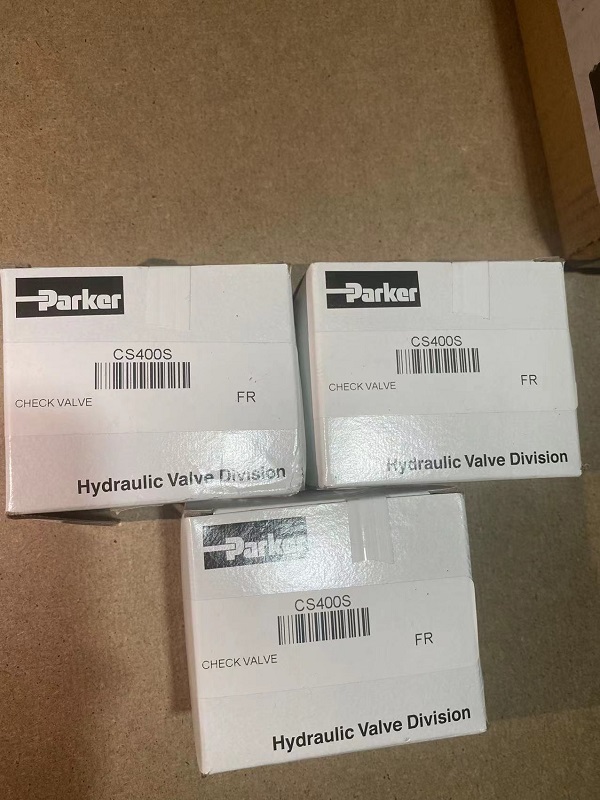 Parker
CS400S
CHECK VALVE
FR
Hydraulic Valve Division
Parker
CS400S
CHECK VALVE
FR
Hydraulic Valve Division
Parker
CS400S
CHECK VALVE
FR
Hydraulic Valve Division